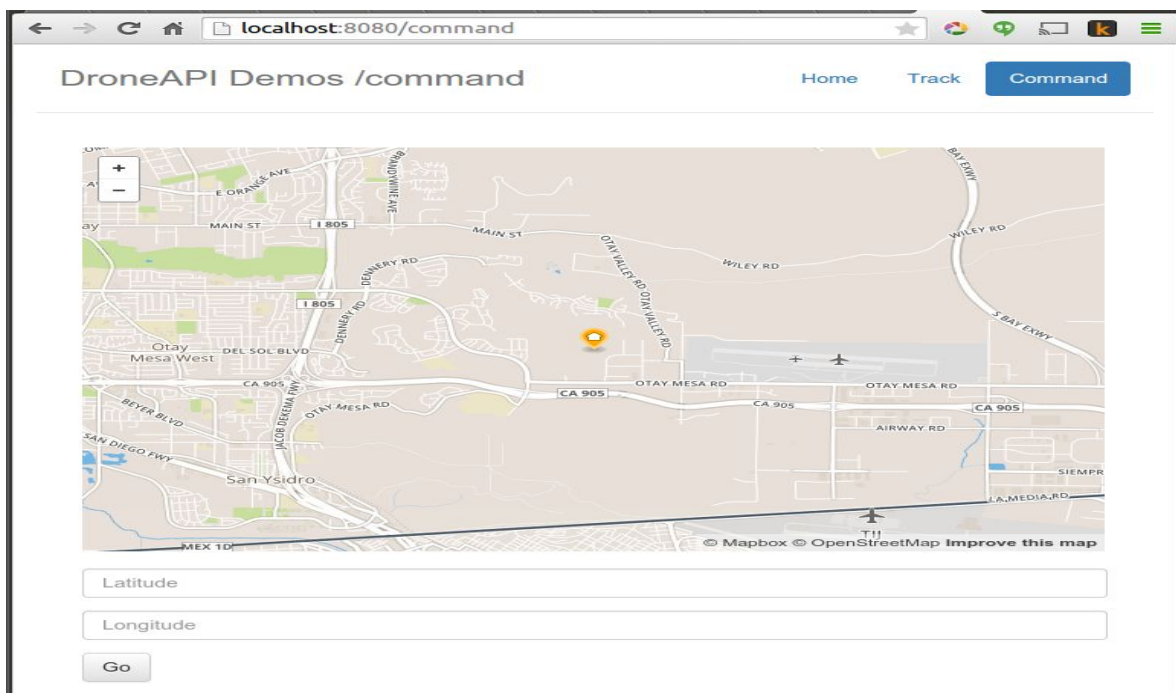 localhost:8080/command
DroneAPI Demos /command
Home
Track
Command
+
−
E ORANGE AVE
BRANDYWINE AVE
BAY EXWY
MAIN ST
I 805
MAIN ST
WILEY RD
ay
OTAY VALLEY RD
OTAY VALLEY RD
WILEY RD
DENNERY RD
I 805
DENNERY RD
S BAY EXWY
Otay
Mesa West
DEL SOL BLVD
CA 905
OTAY MESA RD
OTAY MESA RD
CA 905
CA 905
CA 905
BEYER BLVD
JACOB DEKEMA FWY
OTAY MESA RD
AIRWAY RD
SAN DIEGO FWY
San Ysidro
SIEMPR
LA MEDIA RD
MEX 1D
TIJ
© Mapbox © OpenStreetMap Improve this map
Latitude
Longitude
Go